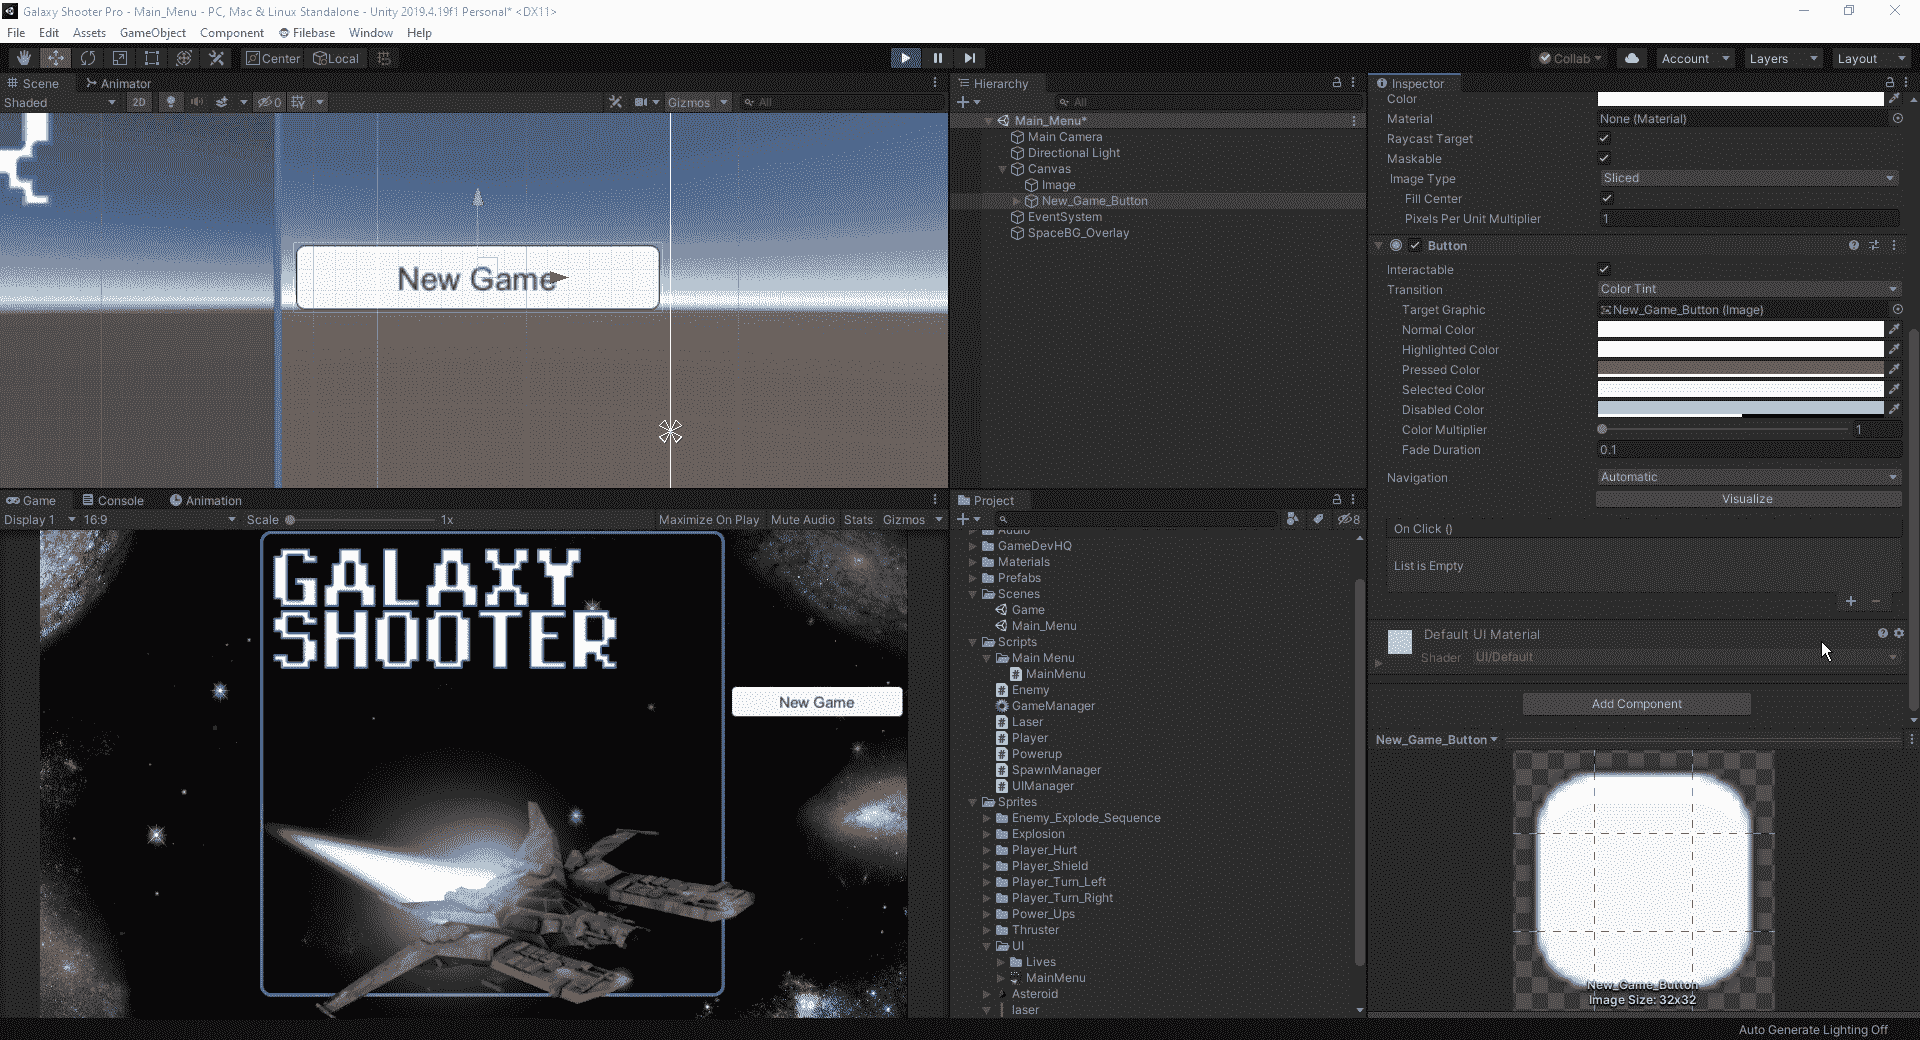 Galaxy Shooter Pro - Main_Menu - PC, Mac & Linux Standalone - Unity 2019.4.19f1 Personal* <DX11>
File Edit Assets GameObject Component Filebase Window Help
Center Local Collab Account Layers Layout
Scene Animator
Shaded 2D 0 Gizmos All
New Game
Game Console Animation
Display 1 16:9 Scale 1x Maximize On Play Mute Audio Stats Gizmos
GALAXY
SHOOTER
New Game
Hierarchy
All
Main_Menu*
Main Camera
Directional Light
Canvas
Image
New_Game_Button
EventSystem
SpaceBG_Overlay
Project
8
Audio
GameDevHQ
Materials
Prefabs
Scenes
Game
Main_Menu
Scripts
Main Menu
MainMenu
Enemy
GameManager
Laser
Player
Powerup
SpawnManager
UIManager
Sprites
Enemy_Explode_Sequence
Explosion
Player_Hurt
Player_Shield
Player_Turn_Left
Player_Turn_Right
Power_Ups
Thruster
UI
Lives
MainMenu
Asteroid
laser
Inspector
Color
Material None (Material)
Raycast Target
Maskable
Image Type Sliced
Fill Center
Pixels Per Unit Multiplier 1
Button
Interactable
Transition Color Tint
Target Graphic New_Game_Button (Image)
Normal Color
Highlighted Color
Pressed Color
Selected Color
Disabled Color
Color Multiplier 1
Fade Duration 0.1
Navigation Automatic
Visualize
On Click ()
List is Empty
Default UI Material
Shader UI/Default
Add Component
New_Game_Button
New_Game_Button
Image Size: 32x32
Auto Generate Lighting Off